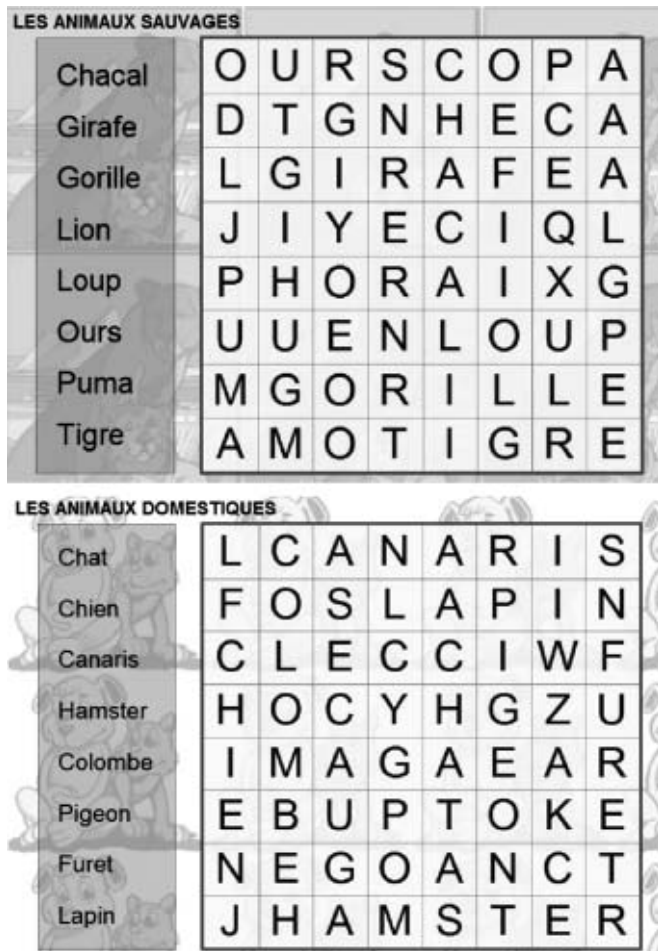 LES ANIMAUX SAUVAGES
Chacal
Girafe
Gorille
Lion
Loup
Ours
Puma
Tigre
O U R S C O P A
D T G N H E C A
L G I R A F E A
J I Y E C I Q L
P H O R A I X G
U U E N L O U P
M G O R I L L E
A M O T I G R E
LES ANIMAUX DOMESTIQUES
Chat
Chien
Canaris
Hamster
Colombe
Pigeon
Furet
Lapin
L C A N A R I S
F O S L A P I N
C L E C C I W F
H O C Y H G Z U
I M A G A E A R
E B U P T O K E
N E G O A N C T
J H A M S T E R